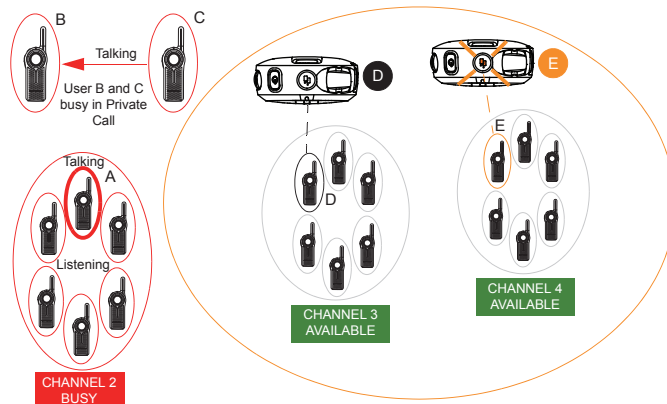 B
C
Talking
User B and C
busy in Private
Call
D
E
Talking
A
Listening
CHANNEL 2
BUSY
D
CHANNEL 3
AVAILABLE
E
CHANNEL 4
AVAILABLE